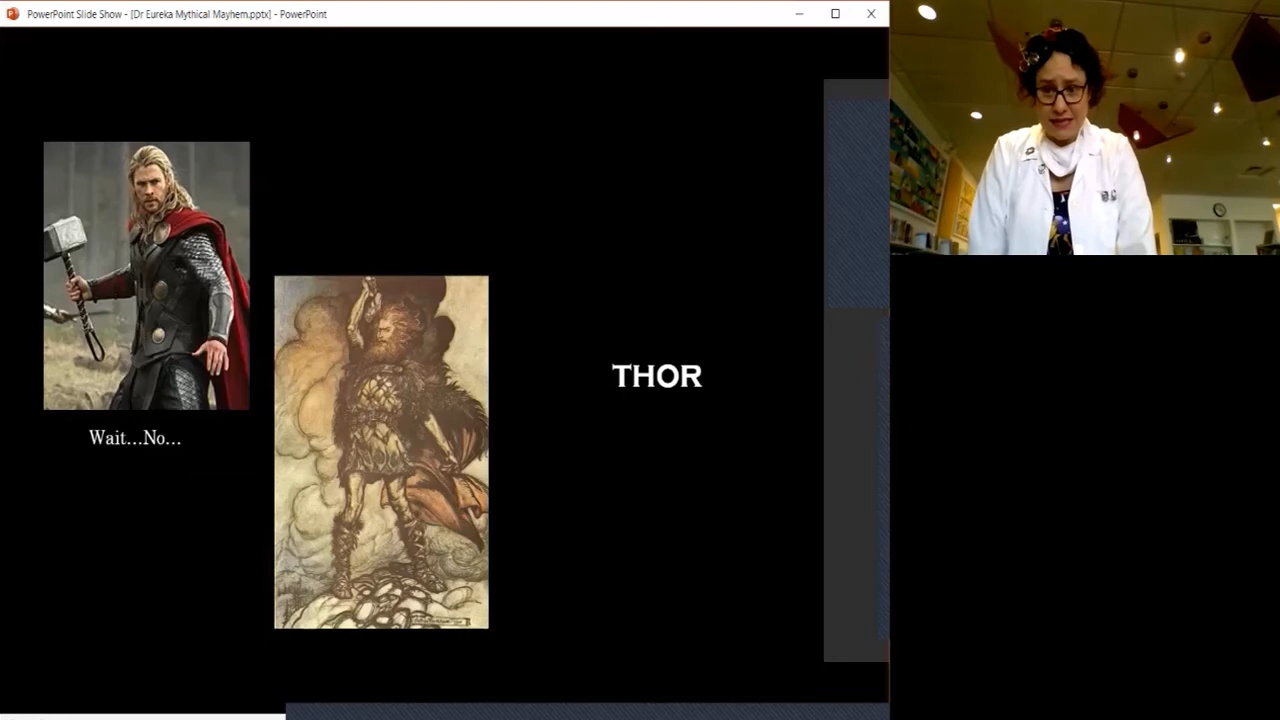 PowerPoint Slide Show - [Dr Eureka Mythical Mayhem.pptx] - PowerPoint
THOR
Wait...No...